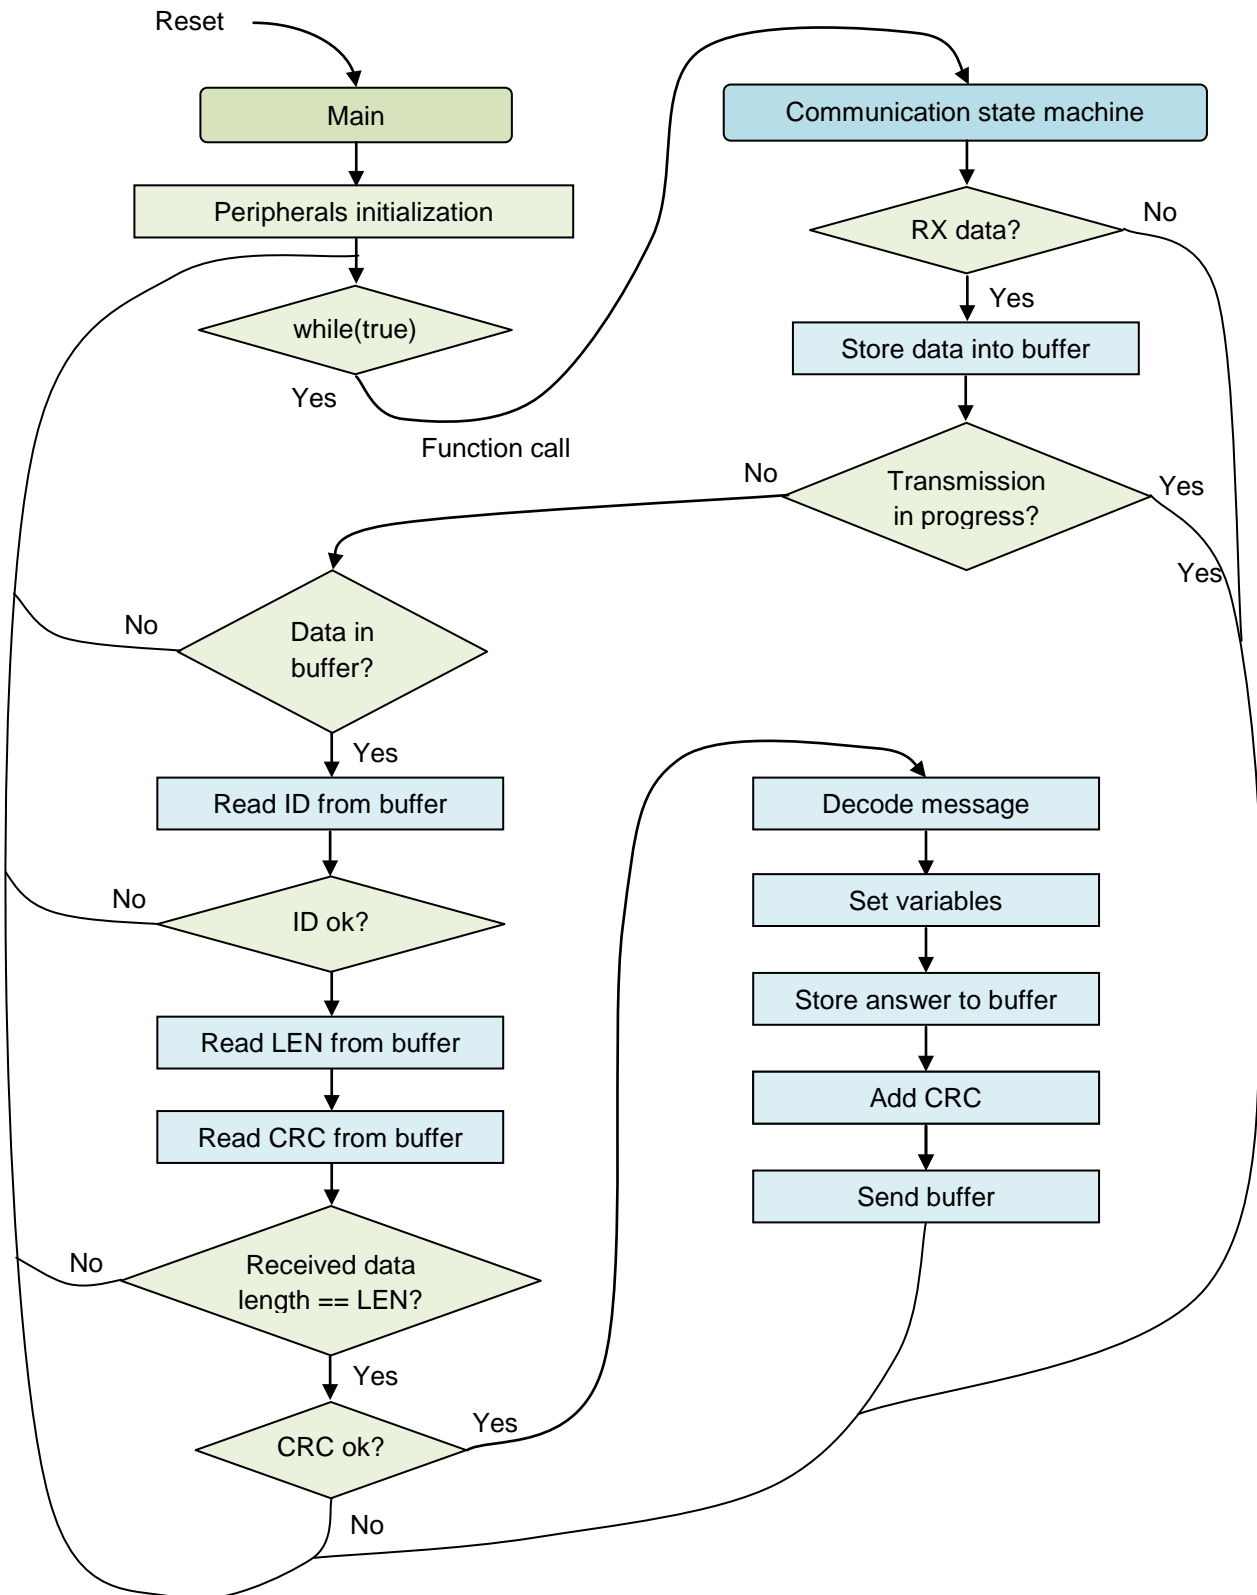 Reset
Main
Peripherals initialization
while(true)
Yes
Function call
Communication state machine
RX data?
No
Yes
Store data into buffer
Transmission
in progress?
No
Yes
Yes
Data in
buffer?
No
Yes
Read ID from buffer
ID ok?
No
Read LEN from buffer
Read CRC from buffer
Received data
length == LEN?
No
Yes
CRC ok?
Yes
No
Decode message
Set variables
Store answer to buffer
Add CRC
Send buffer